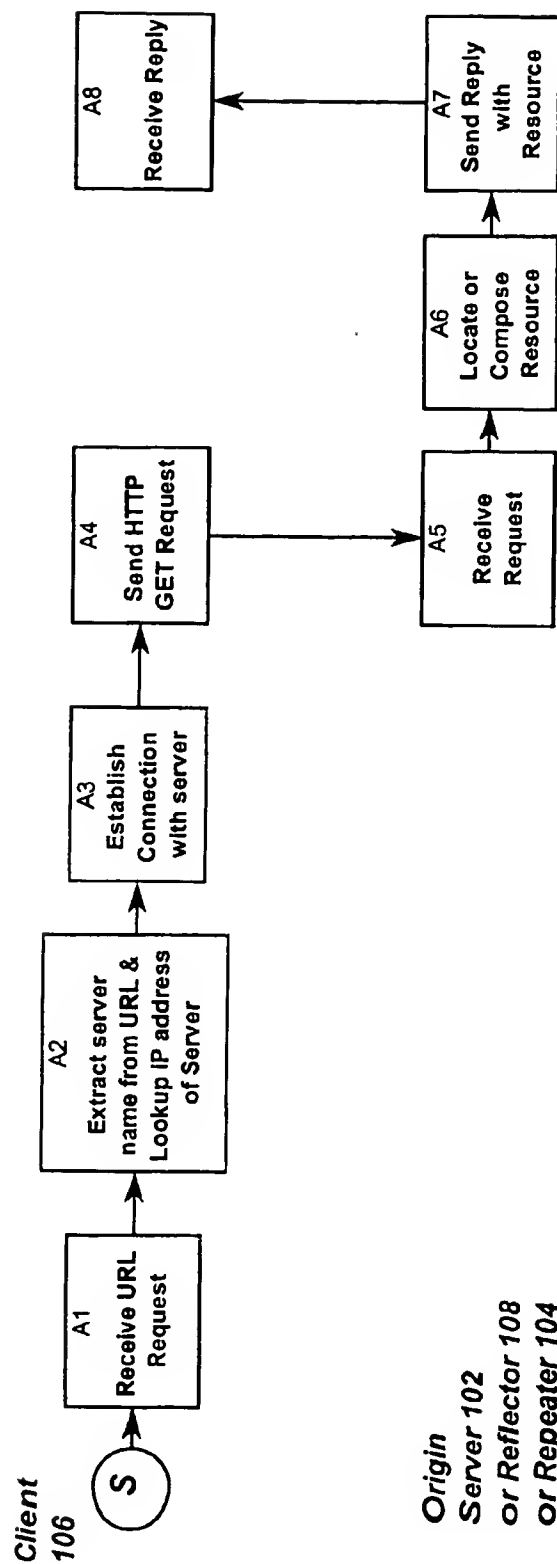 Client
106
S
A1
Receive URL
Request
A2
Extract server
name from URL &
Lookup IP address
of Server
A3
Establish
Connection
with server
A4
Send HTTP
GET Request
A8
Receive Reply
Origin
Server 102
or Reflector 108
or Repeater 104
A5
Receive
Request
A6
Locate or
Compose
Resource
A7
Send Reply
with
Resource